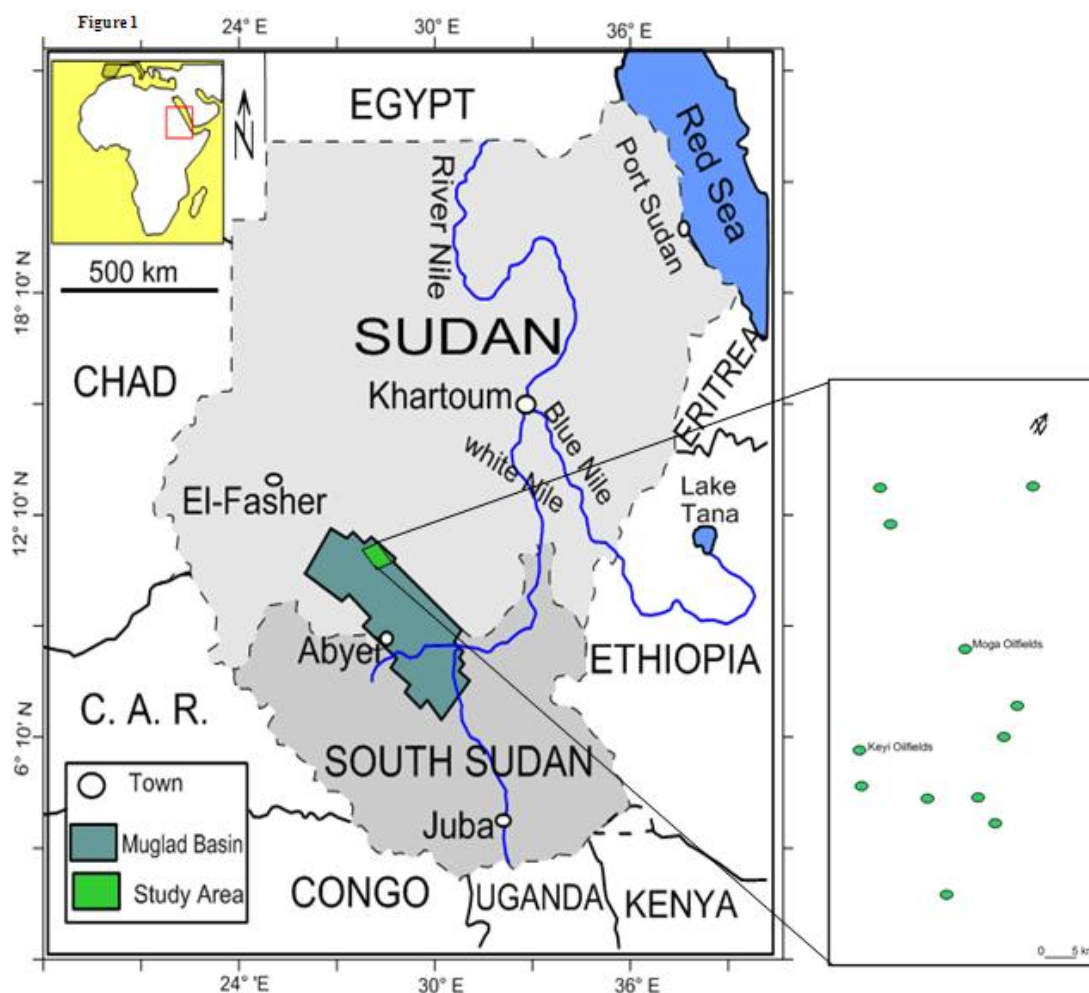 Figure 1
24° E
30° E
36° E
EGYPT
N
Red Sea
Port Sudan
River Nile
500 km
18° 10' N
SUDAN
CHAD
ERITREA
Khartoum
Blue Nile
white Nile
El-Fasher
Lake
Tana
12° 10' N
Moga Oilfields
Abyei
ETHIOPIA
C. A. R.
6° 10' N
SOUTH SUDAN
Keyi Oilfields
Town
Muglad Basin
Study Area
Juba
CONGO
UGANDA
KENYA
N
0 5 k
24° E
30° E
36° E